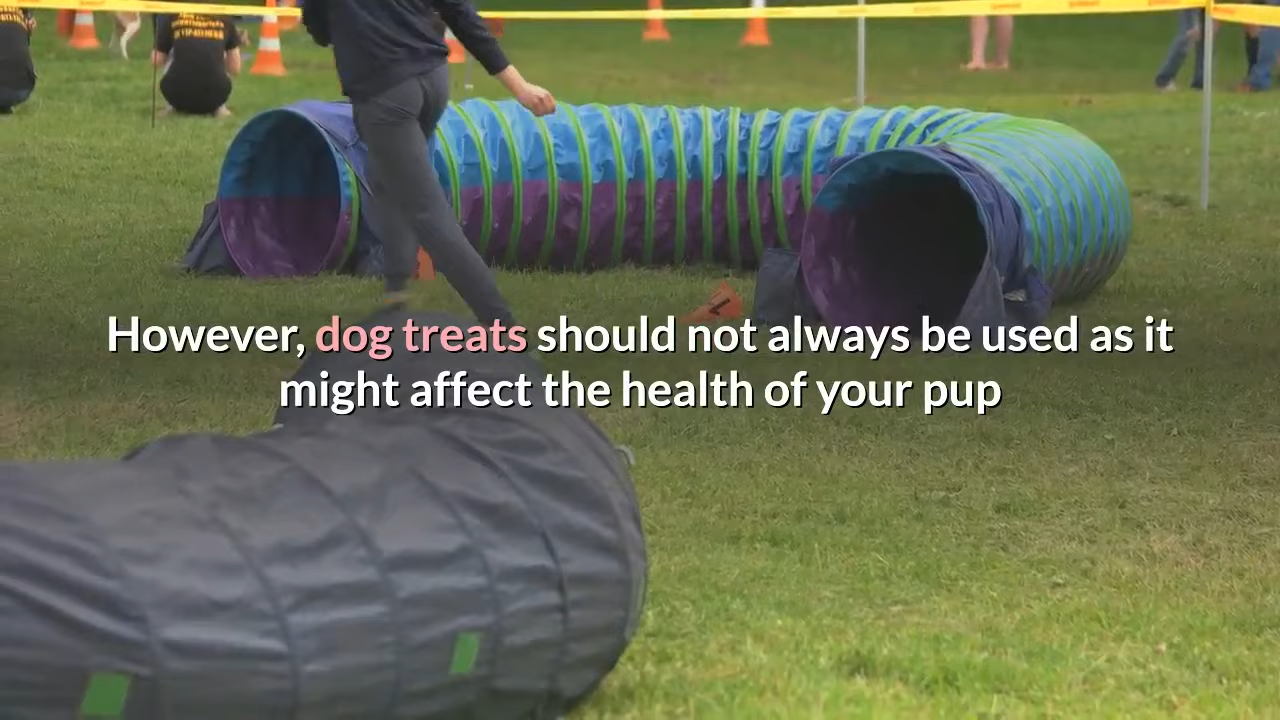 However, dog treats should not always be used as it
might affect the health of your pup